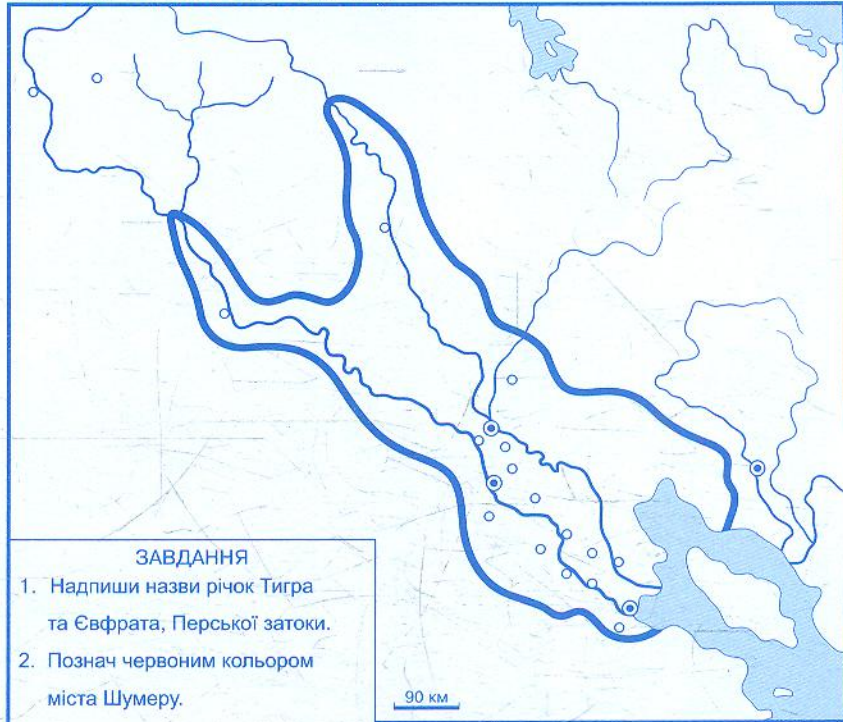 ЗАВДАННЯ
1. Надпиши назви річок Тигра
та Євфрата, Перської затоки.
2. Познач червоним кольором
міста Шумеру.
90 км